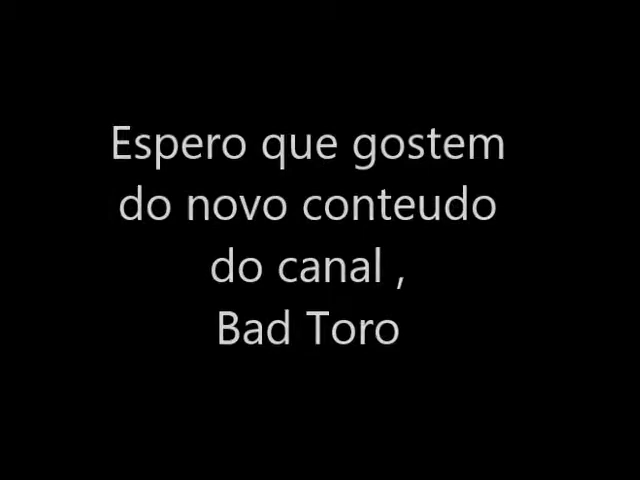 Espero que gostem
do novo conteudo
do canal ,
Bad Toro